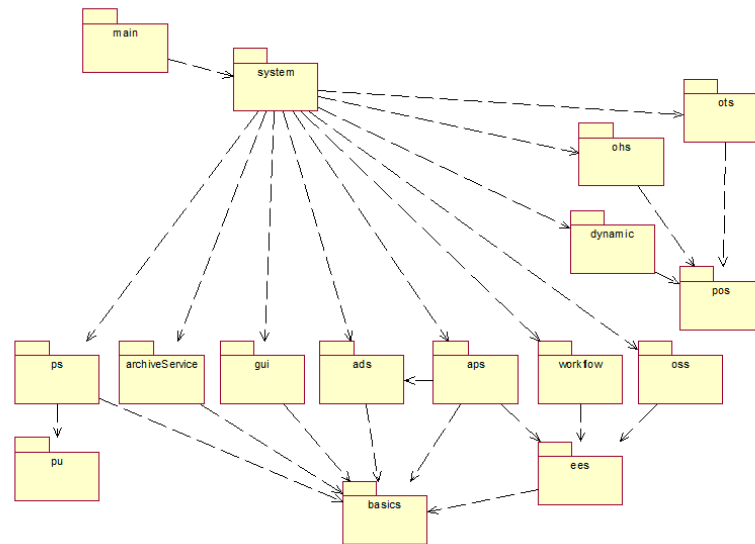 main
system
ots
ohs
dynamic
pos
ps
archiveService
gui
ads
aps
workflow
oss
pu
ees
basics